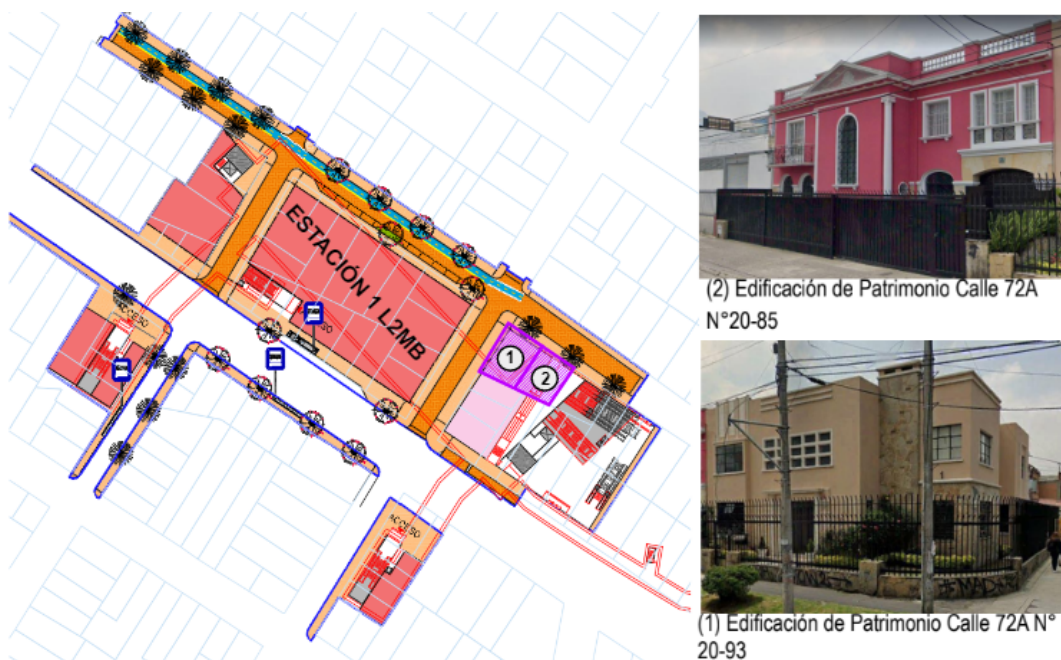 ESTACIÓN 1 L2MB
ACCESO
ACCESO
1
2
(2) Edificación de Patrimonio Calle 72A
N°20-85
(1) Edificación de Patrimonio Calle 72A N°
20-93